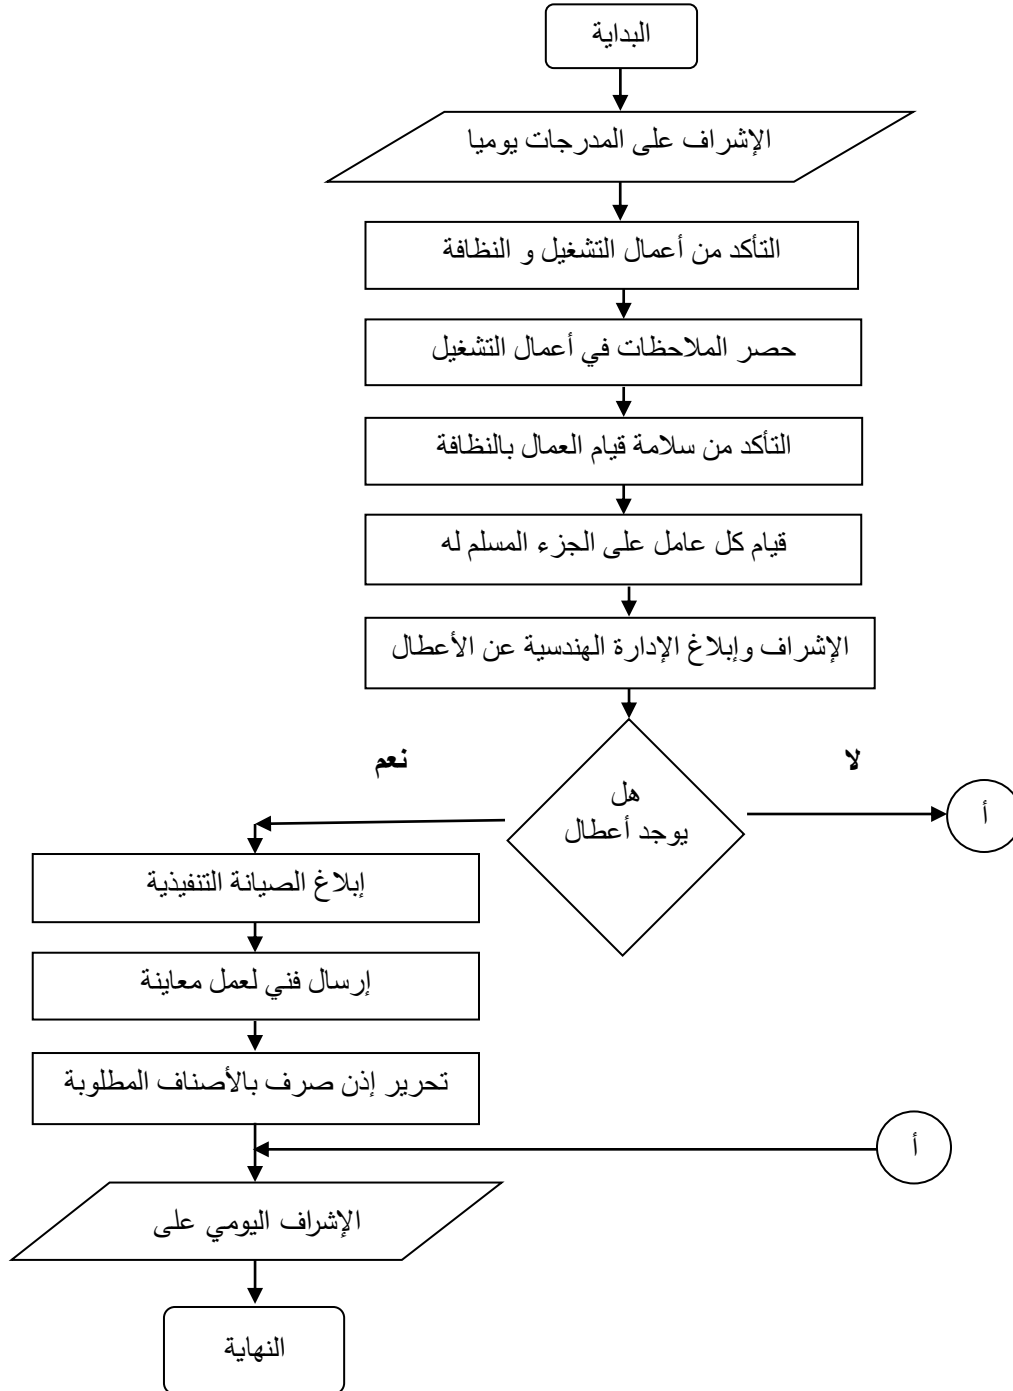 البداية
الإشراف على المدرجات يوميا
التأكد من أعمال التشغيل و النظافة
حصر الملاحظات في أعمال التشغيل
التأكد من سلامة قيام العمال بالنظافة
قيام كل عامل على الجزء المسلم له
الإشراف وإبلاغ الإدارة الهندسية عن الأعطال
لا
نعم
هل
يوجد أعطال
أ
إبلاغ الصيانة التنفيذية
إرسال فني لعمل معاينة
تحرير إذن صرف بالأصناف المطلوبة
أ
الإشراف اليومي على
النهاية